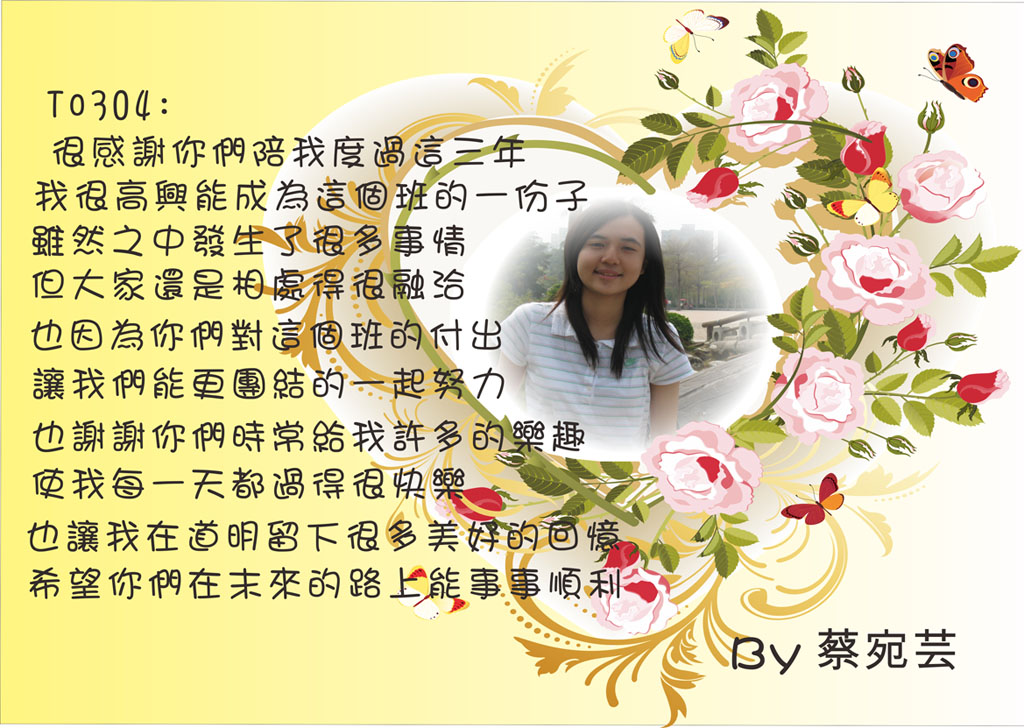 To304:
很感謝你們陪我度過這三年
我很高興能成為這個班的一份子
雖然之中發生了很多事情
但大家還是相處得很融洽
也因為你們對這個班的付出
讓我們能更團結的一起努力
也謝謝你們時常給我許多的樂趣
使我每一天都過得很快樂
也讓我在道明留下很多美好的回憶
希望你們在未來的路上能事事順利
By 蔡宛芸